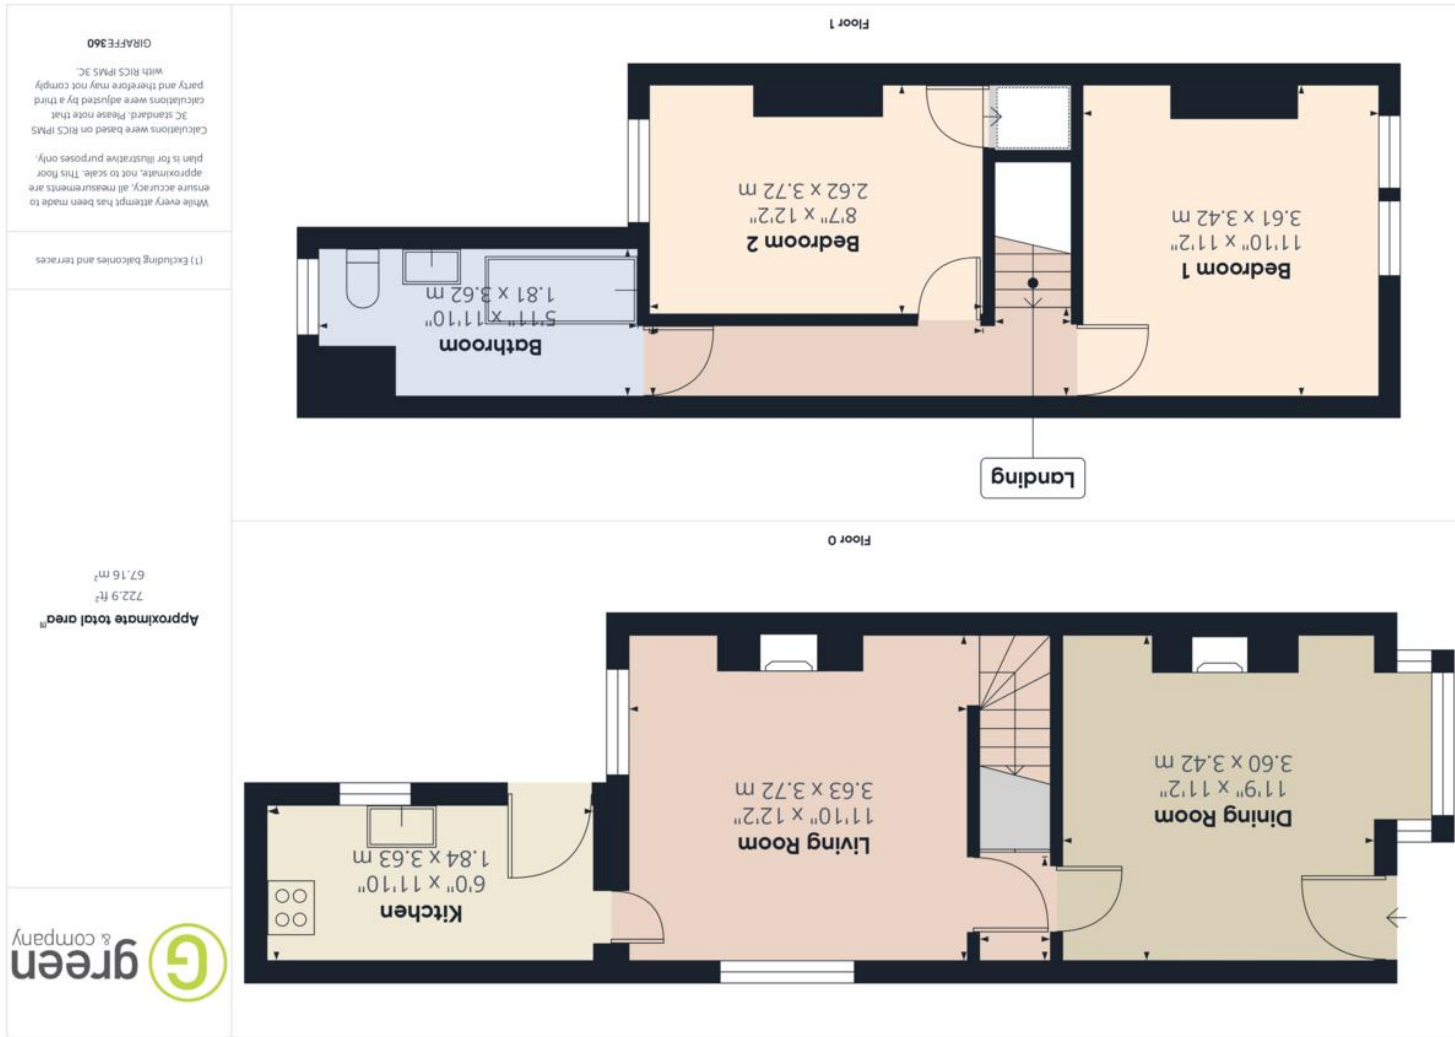 Dining Room
11'9" x 11'2"
3.60 x 3.42 m
Living Room
11'10" x 12'2"
3.63 x 3.72 m
Kitchen
6'0" x 11'10"
1.84 x 3.63 m
Floor 0
Landing
Bedroom 1
11'10" x 11'2"
3.61 x 3.42 m
Bedroom 2
8'7" x 12'2"
2.62 x 3.72 m
Bathroom
5'11" x 11'10"
1.81 x 3.62 m
Floor 1
G green
& company
Approximate total area⁽¹⁾
722.9 ft²
67.16 m²
(1) Excluding balconies and terraces
While every attempt has been made to
ensure accuracy, all measurements are
approximate, not to scale. This floor
plan is for illustrative purposes only.
Calculations were based on RICS IPMS
3C standard. Please note that
calculations were adjusted by a third
party and therefore may not comply
with RICS IPMS 3C.
GIRAFFE360